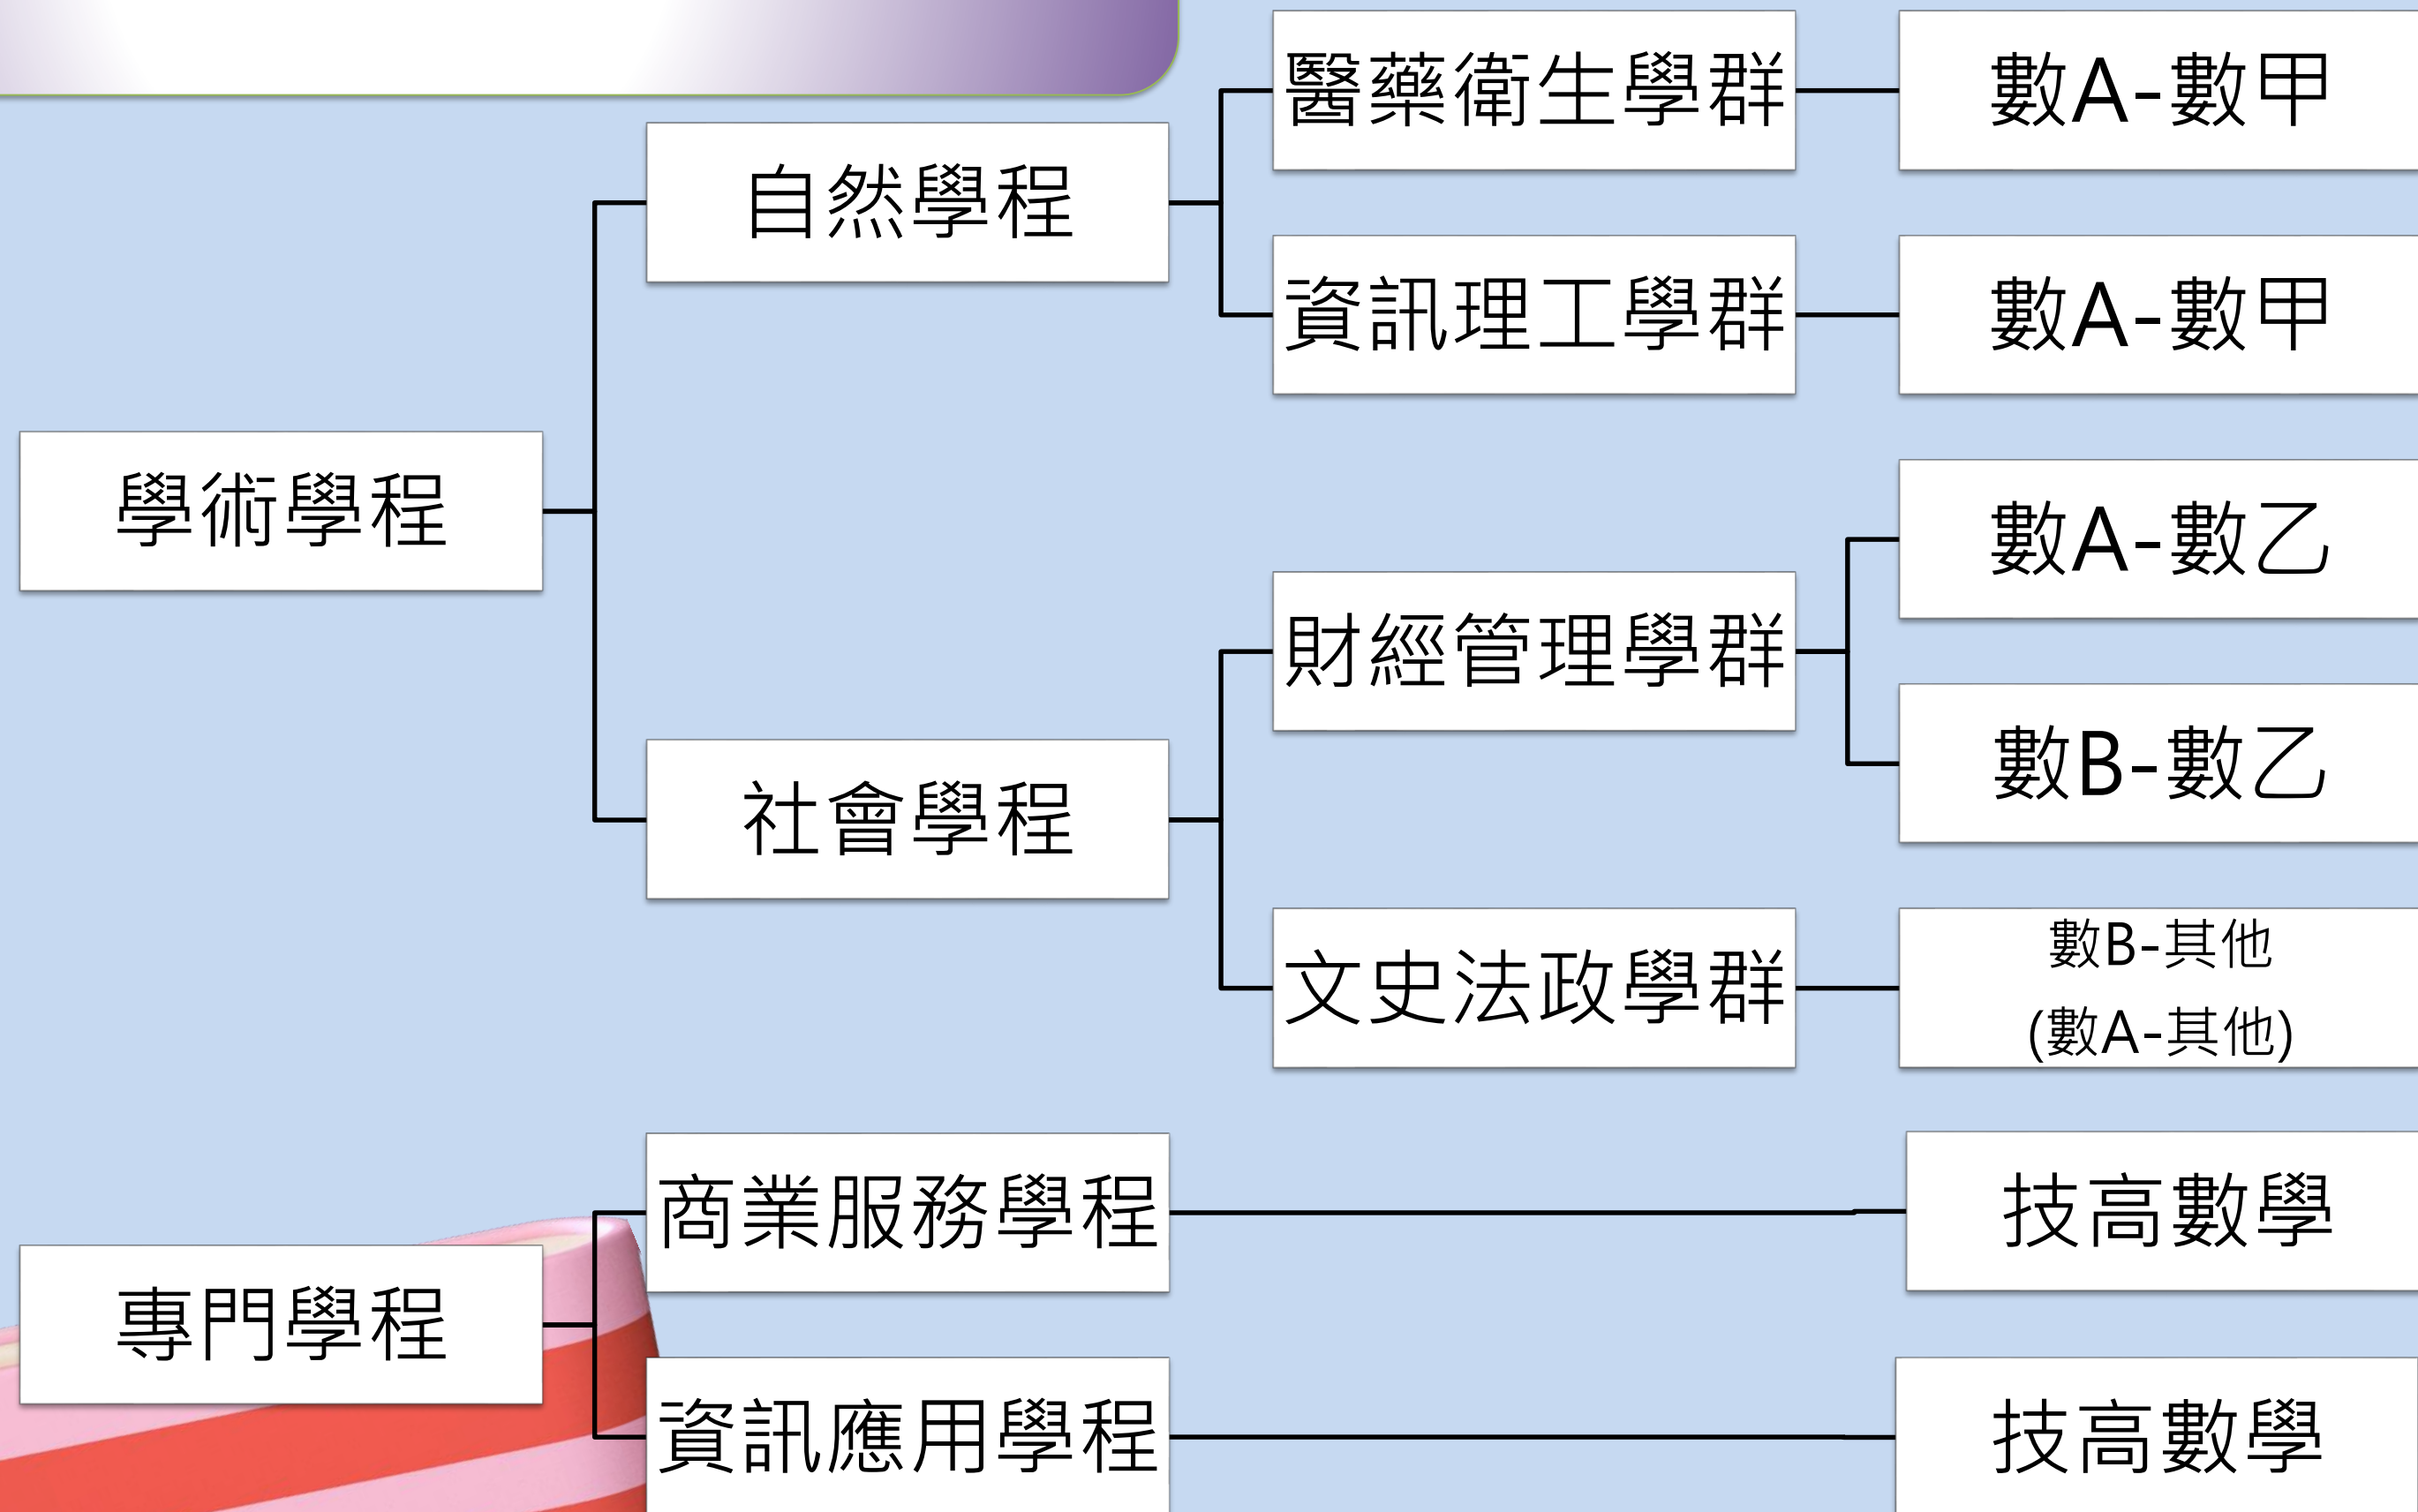 學術學程
自然學程
醫藥衛生學群
數A-數甲
資訊理工學群
數A-數甲
社會學程
財經管理學群
數A-數乙
數B-數乙
文史法政學群
數B-其他
(數A-其他)
專門學程
商業服務學程
技高數學
資訊應用學程
技高數學